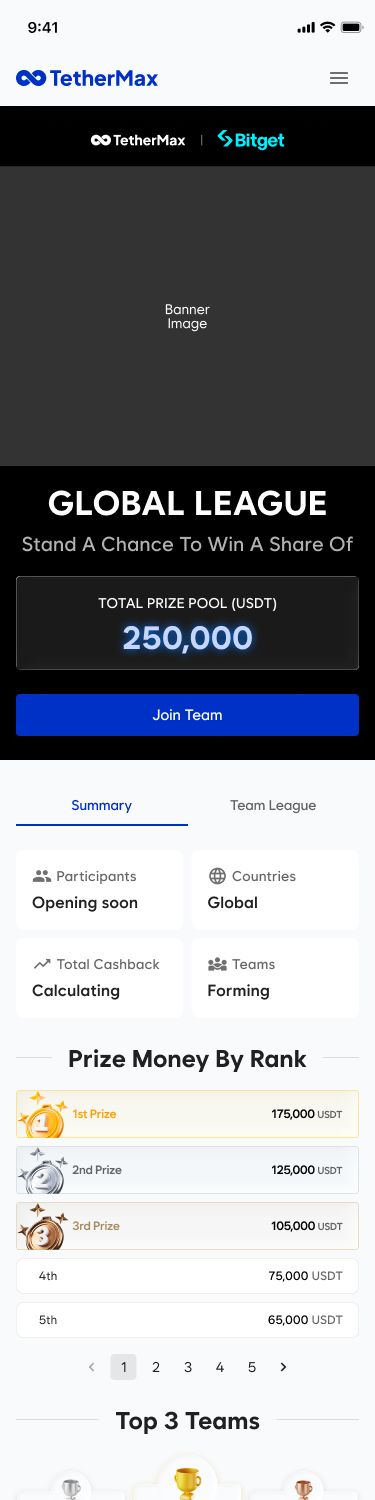 9:41
TetherMax
TetherMax | Bitget
Banner
Image
GLOBAL LEAGUE
Stand A Chance To Win A Share Of
TOTAL PRIZE POOL (USDT)
250,000
Join Team
Summary Team League
Participants Countries
Opening soon Global
Total Cashback Teams
Calculating Forming
Prize Money By Rank
1 1st Prize 175,000 USDT
2 2nd Prize 125,000 USDT
3 3rd Prize 105,000 USDT
4th 75,000 USDT
5th 65,000 USDT
< 1 2 3 4 5 >
Top 3 Teams